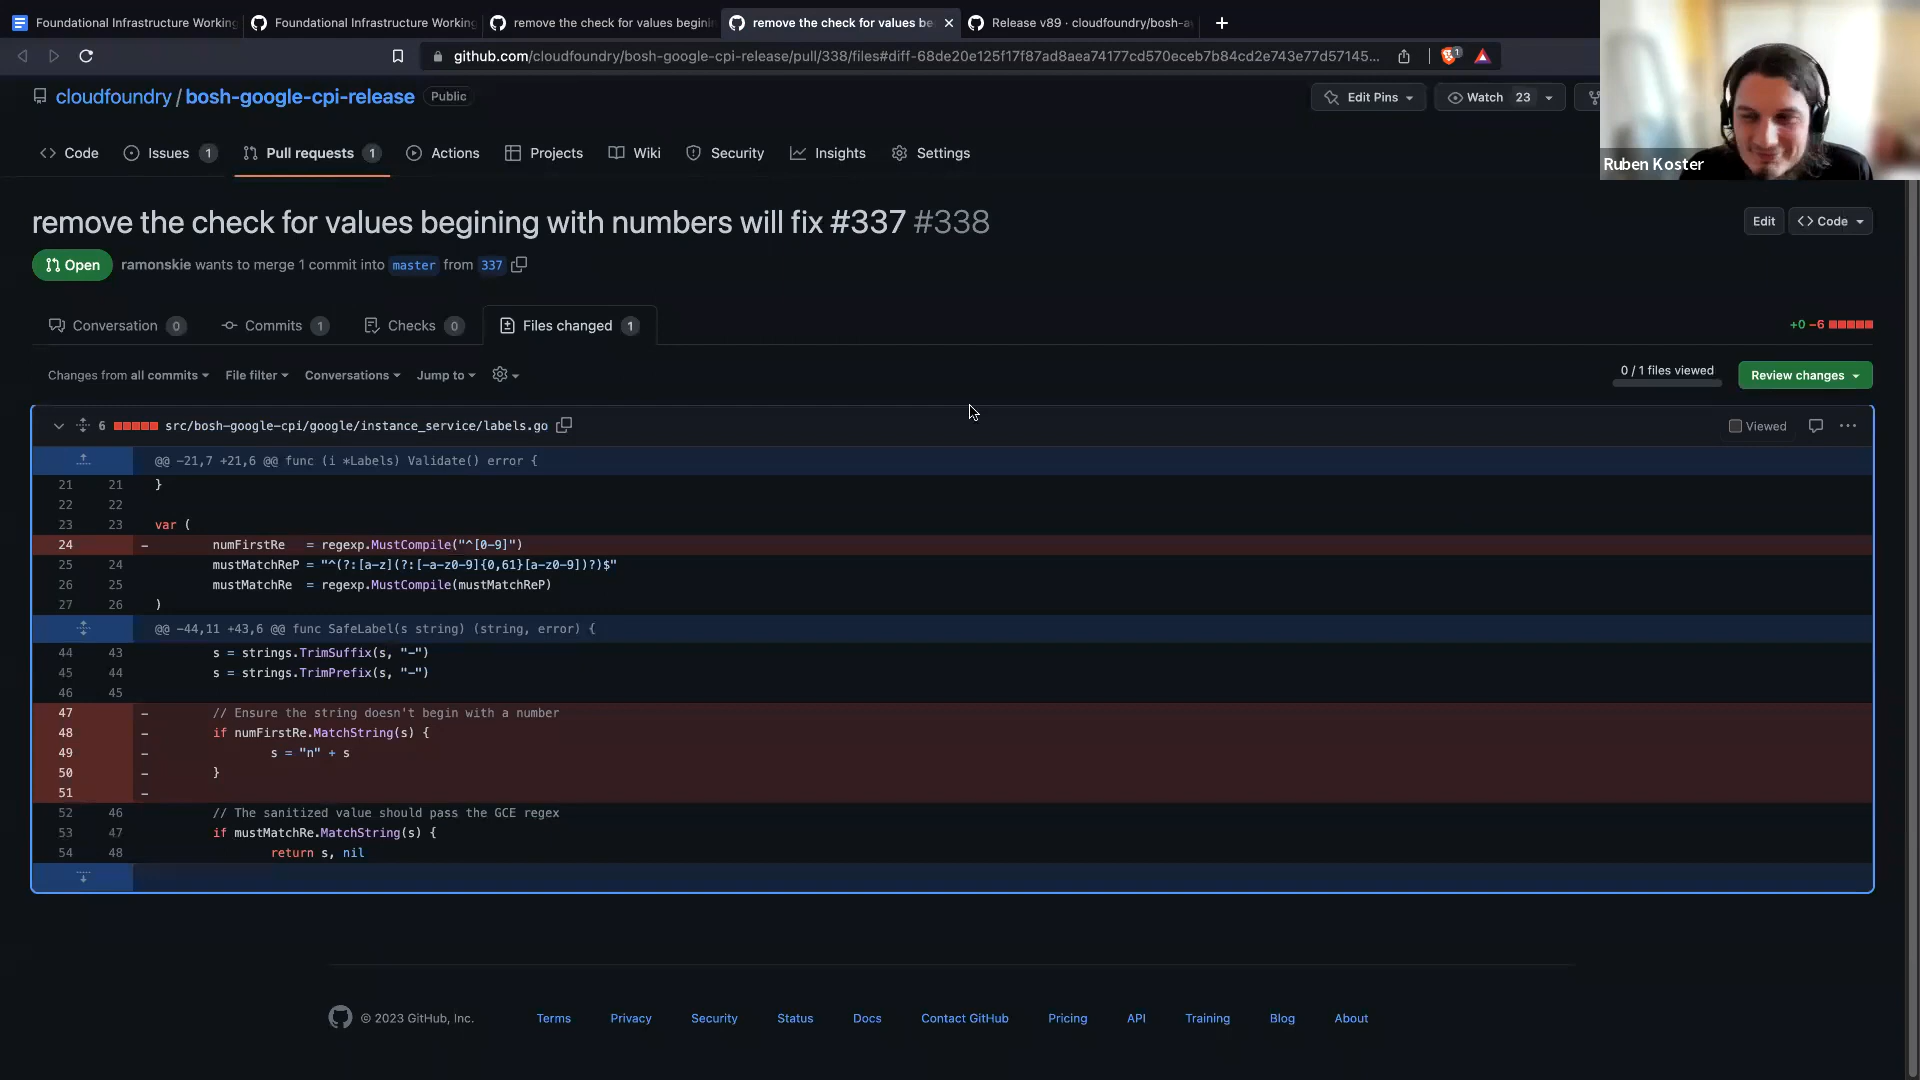 Foundational Infrastructure Working
Foundational Infrastructure Working
remove the check for values beginin
remove the check for values be
Release v89 · cloudfoundry/bosh-a
github.com/cloudfoundry/bosh-google-cpi-release/pull/338/files#diff-68de20e125f17f87ad8aea74177cd570eceb7b84cd2e743e77d57145...
1
cloudfoundry / bosh-google-cpi-release Public
Edit Pins
Watch 23
Code
Issues 1
Pull requests 1
Actions
Projects
Wiki
Security
Insights
Settings
Ruben Koster
remove the check for values begining with numbers will fix #337 #338
Edit
<> Code
Open
ramonskie wants to merge 1 commit into master from 337
Conversation 0
Commits 1
Checks 0
Files changed 1
+0 −6
Changes from all commits
File filter
Conversations
Jump to
0 / 1 files viewed
Review changes
6 src/bosh-google-cpi/google/instance_service/labels.go
Viewed
@@ -21,7 +21,6 @@ func (i *Labels) Validate() error {
21 21 }
22 22
23 23 var (
24 - numFirstRe = regexp.MustCompile("^[0-9]")
25 24 mustMatchReP = "^(?:[a-z](?:[-a-z0-9]{0,61}[a-z0-9])?)$"
26 25 mustMatchRe = regexp.MustCompile(mustMatchReP)
27 26 )
@@ -44,11 +43,6 @@ func SafeLabel(s string) (string, error) {
44 43 s = strings.TrimSuffix(s, "-")
45 44 s = strings.TrimPrefix(s, "-")
46 45
47 - // Ensure the string doesn't begin with a number
48 - if numFirstRe.MatchString(s) {
49 - s = "n" + s
50 - }
51 -
52 46 // The sanitized value should pass the GCE regex
53 47 if mustMatchRe.MatchString(s) {
54 48 return s, nil
© 2023 GitHub, Inc.
Terms
Privacy
Security
Status
Docs
Contact GitHub
Pricing
API
Training
Blog
About